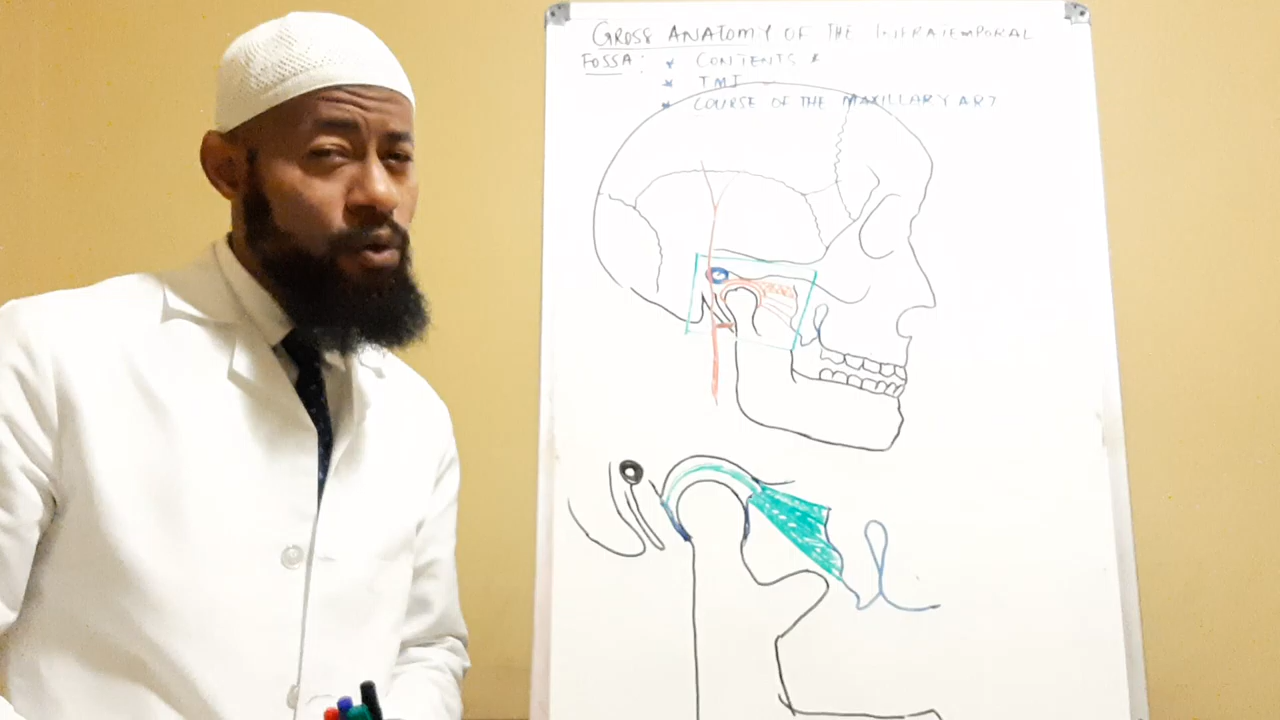 GROSS ANATOMY OF THE INFRATEMPORAL
FOSSA: * CONTENTS *
* TMJ
* COURSE OF THE MAXILLARY ART